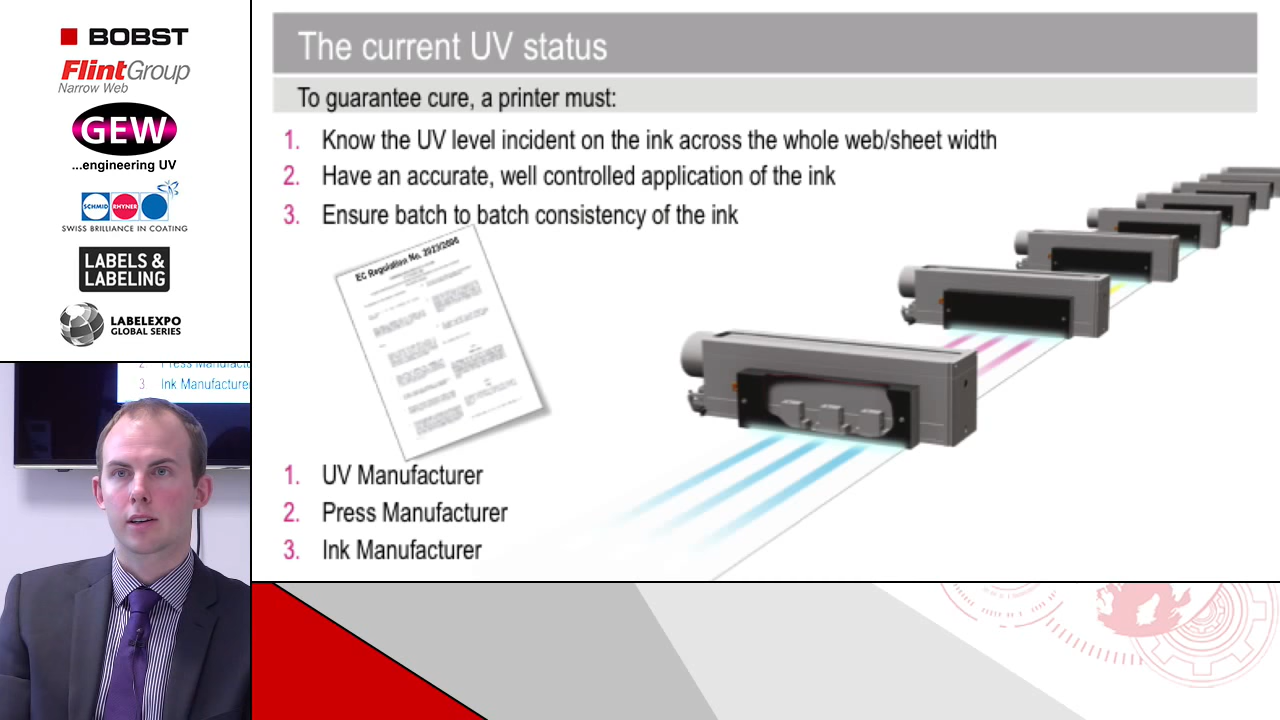 BOBST
FlintGroup
Narrow Web
GEW
...engineering UV
SCHMID RHYNER
SWISS BRILLIANCE IN COATING
LABELS &
LABELING
LABELEXPO
GLOBAL SERIES
2. Press Manufacture
3 Ink Manufacturer
The current UV status
To guarantee cure, a printer must:
1. Know the UV level incident on the ink across the whole web/sheet width
2. Have an accurate, well controlled application of the ink
3. Ensure batch to batch consistency of the ink
EC Regulation No. 2023/2006
1. UV Manufacturer
2. Press Manufacturer
3. Ink Manufacturer